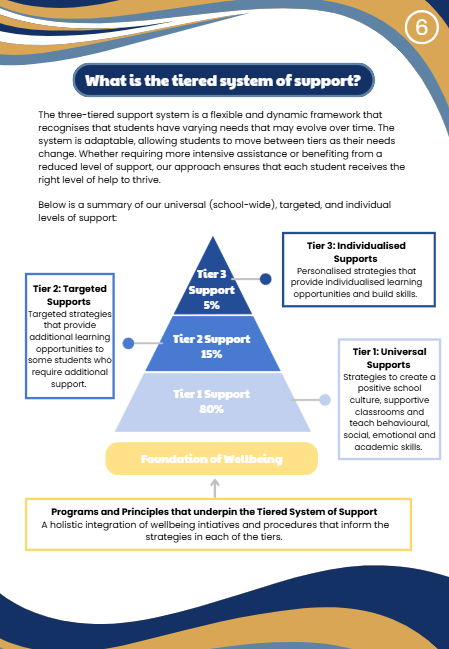 6
What is the tiered system of support?
The three-tiered support system is a flexible and dynamic framework that
recognises that students have varying needs that may evolve over time. The
system is adaptable, allowing students to move between tiers as their needs
change. Whether requiring more intensive assistance or benefiting from a
reduced level of support, our approach ensures that each student receives the
right level of help to thrive.
Below is a summary of our universal (school-wide), targeted, and individual
levels of support:
Tier 3: Individualised
Supports
Personalised strategies that
provide individualised learning
opportunities and build skills.
Tier 3
Support
5%
Tier 2: Targeted
Supports
Targeted strategies
that provide
additional learning
opportunities to
some students who
require additional
support.
Tier 2 Support
15%
Tier 1: Universal
Supports
Strategies to create a
positive school
culture, supportive
classrooms and
teach behavioural,
social, emotional and
academic skills.
Tier 1 Support
80%
Foundation of Wellbeing
Programs and Principles that underpin the Tiered System of Support
A holistic integration of wellbeing intiatives and procedures that inform the
strategies in each of the tiers.